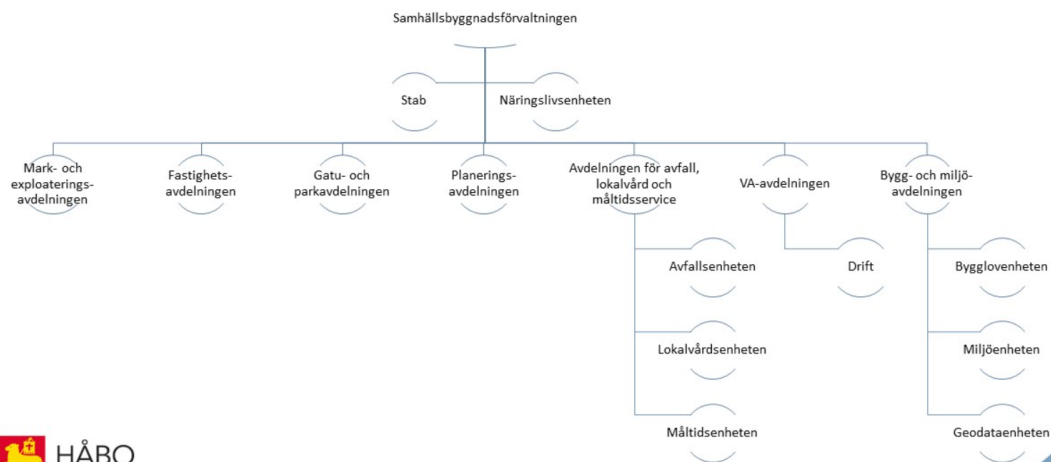 Samhällsbyggnadsförvaltningen
Stab
Näringslivsenheten
Mark- och
exploaterings-
avdelningen
Fastighets-
avdelningen
Gatu- och
parkavdelningen
Planerings-
avdelningen
Avdelningen för avfall,
lokalvård och
måltidsservice
VA-avdelningen
Bygg- och miljö-
avdelningen
Avfallsenheten
Drift
Bygglovenheten
Lokalvårdsenheten
Miljöenheten
Måltidsenheten
Geodataenheten
HÅBO